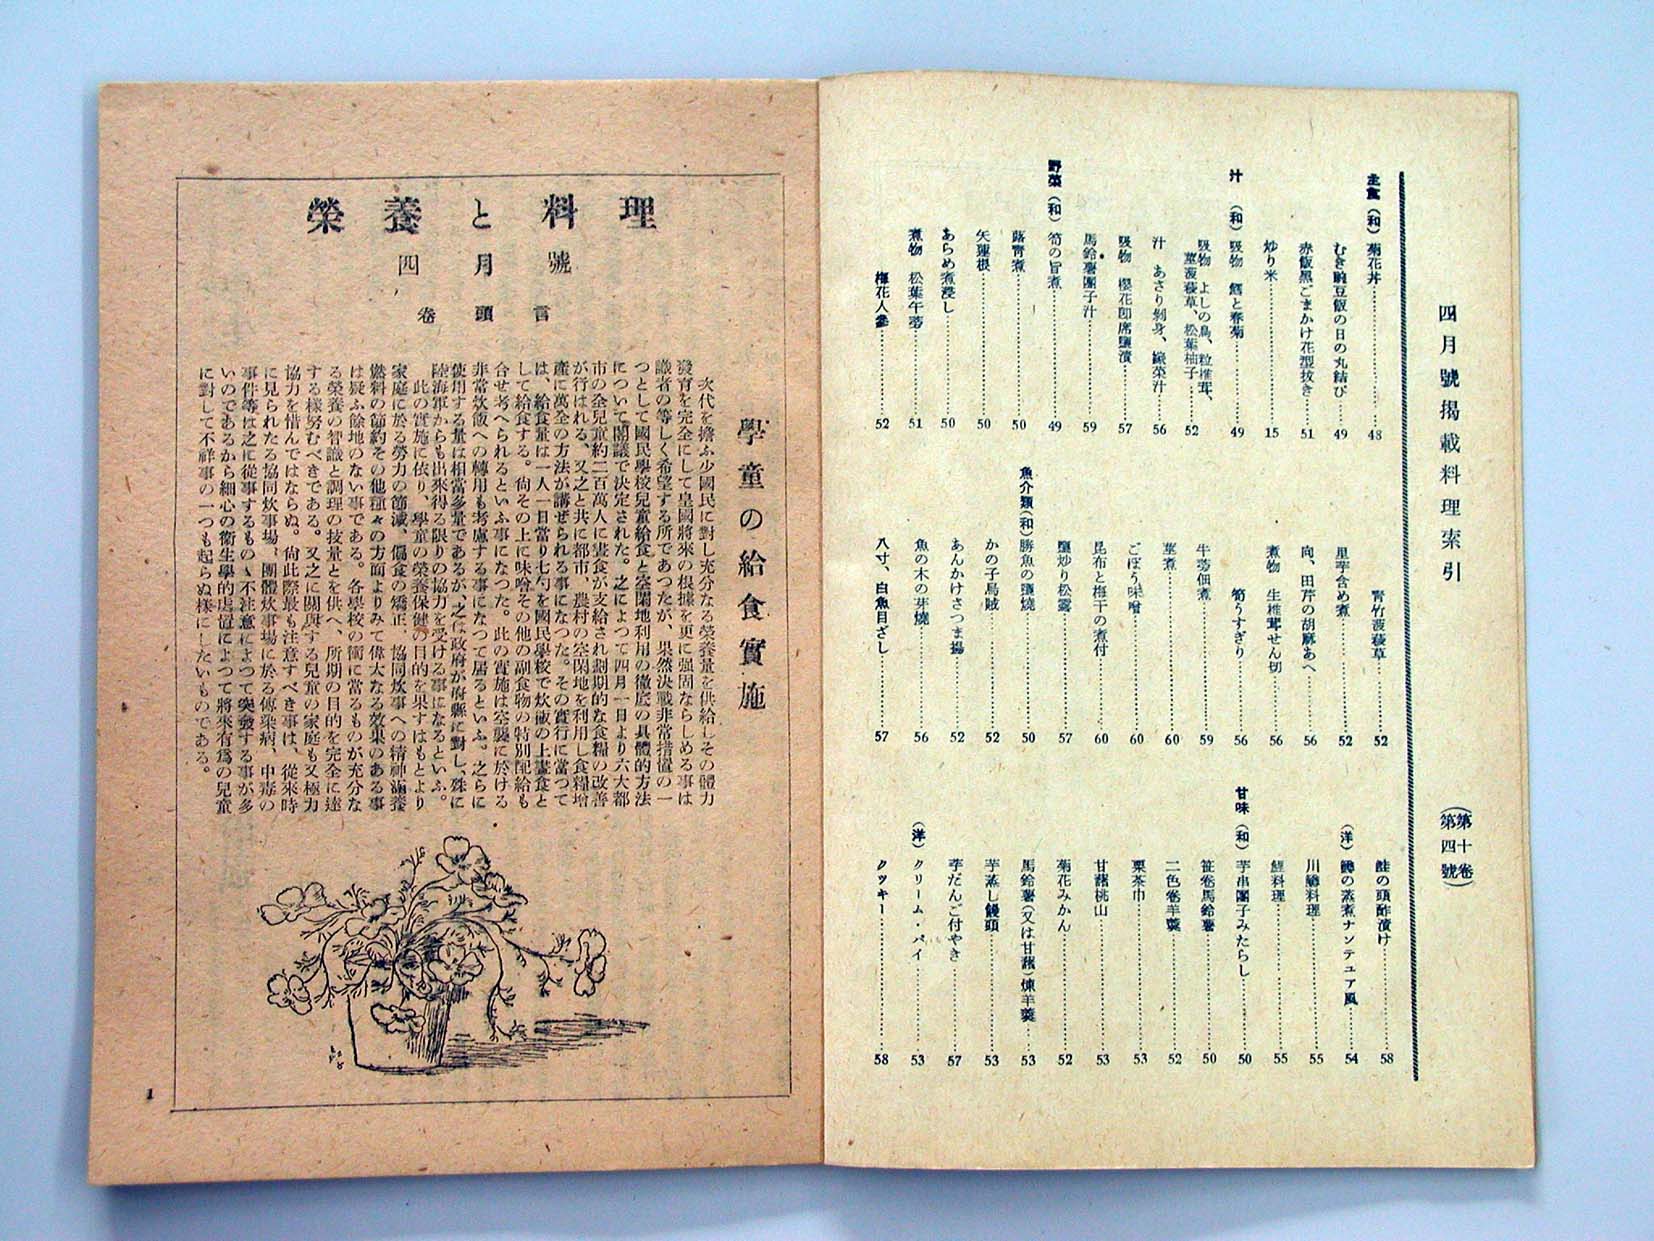 四月號掲載料理索引
（第十卷
第四號）
主食（和）菊花丼 48
むき豌豆飯の日の丸結び 49
赤飯黒ごまかけ花型抜き 51
炒り米 15
汁（和）吸物 鱈と春菊 49
吸物 よしの鳥、粒椎茸、
莖菠薐草、松葉柚子 52
汁 あさり剝身、繊菜汁 56
吸物 櫻花卽席鹽漬 57
馬鈴薯團子汁 59
野菜（和）筍の旨煮 49
蕗靑煮 50
矢蓮根 50
あらめ煮浸し 50
煮物 松葉午蒡 51
梅花人參 52
靑竹菠薐草 52
里芋含め煮 52
向、田芹の胡麻あへ 56
煮物 生椎茸せん切 56
筍うすぎり 56
牛蒡佃煮 59
莖煮 60
ごぼう味噌 60
昆布と梅干の煮付 60
鹽炒り松露 57
魚介類（和）勝魚の鹽燒 50
かの子烏賊 52
あんかけさつま揚 52
魚の木の芽燒 56
八寸、白魚目ざし 57
鮭の頭酢漬け 58
（洋）鱒の蒸煮ナンテュア風 54
川鱒料理 55
鯉料理 55
甘味（和）芋串團子みたらし 50
笹卷馬鈴薯 50
二色卷羊羹 52
栗茶巾 53
甘藷桃山 53
菊花みかん 52
馬鈴薯（又は甘藷）煉羊羹 53
芋蒸し饅頭 53
芋だんご付やき 57
（洋）クリーム・パイ 53
クツキー 58
榮養と料理
四月號
卷頭言
學童の給食實施
次代を擔ふ少國民に對し充分なる榮養量を供給しその體力
發育を完全にして皇國將來の根據を更に强固ならしめる事は
識者の等しく希望する所であつたが、果然決戰非常措置の一
つとして國民學校兒童給食と空閑地利用の徹底の具體的方法
について閣議で決定された。之によつて四月一日より六大都
市の全兒童約二百萬人に晝食が支給され劃期的な食糧の改善
が行はれる、又之と共に都市、農村の空閑地を利用し食糧增
產に萬全の方法が講ぜられる事になつた。その實行に當つて
は、給食量は一人一日當り七勺を國民學校で炊敢の上晝食と
して給食する。尙その上に味噌その他の副食物の特別配給も
合せ考へられるといふ事になつた。此の實施は空襲に於ける
非常炊飯への轉用も考慮する事になつて居るといふ。之らに
使用する量は相當多量であるが、之は政府が府縣に對し、殊に
陸海軍からも出來得る限りの協力を受ける事になるといふ。
此の實施に依り、學童の榮養保健の目的を果すはもとより
家庭に於る勞力の節減、偏食の矯正、協同炊事への精神涵養
燃料の節約その他種々の方面よりみて偉大なる效果のある事
は疑ふ餘地のない事である。各學校の衝に當るものが充分な
る榮養の智識と調理の技量とを供へ、所期の目的を完全に達
する樣努むべきである。又之に關與する兒童の家庭も又極力
協力を惜んではならぬ。尙此際最も注意すべき事は、從來時
に見られたる協同炊事場、團體炊事場に於る傳染病、中毒の
事件等は之に從事するものゝ不注意によつて突發する事が多
いのであるから細心の衞生學的處置によつて將來有爲の兒童
に對して不祥事の一つも起らぬ樣にしたいものである。
1